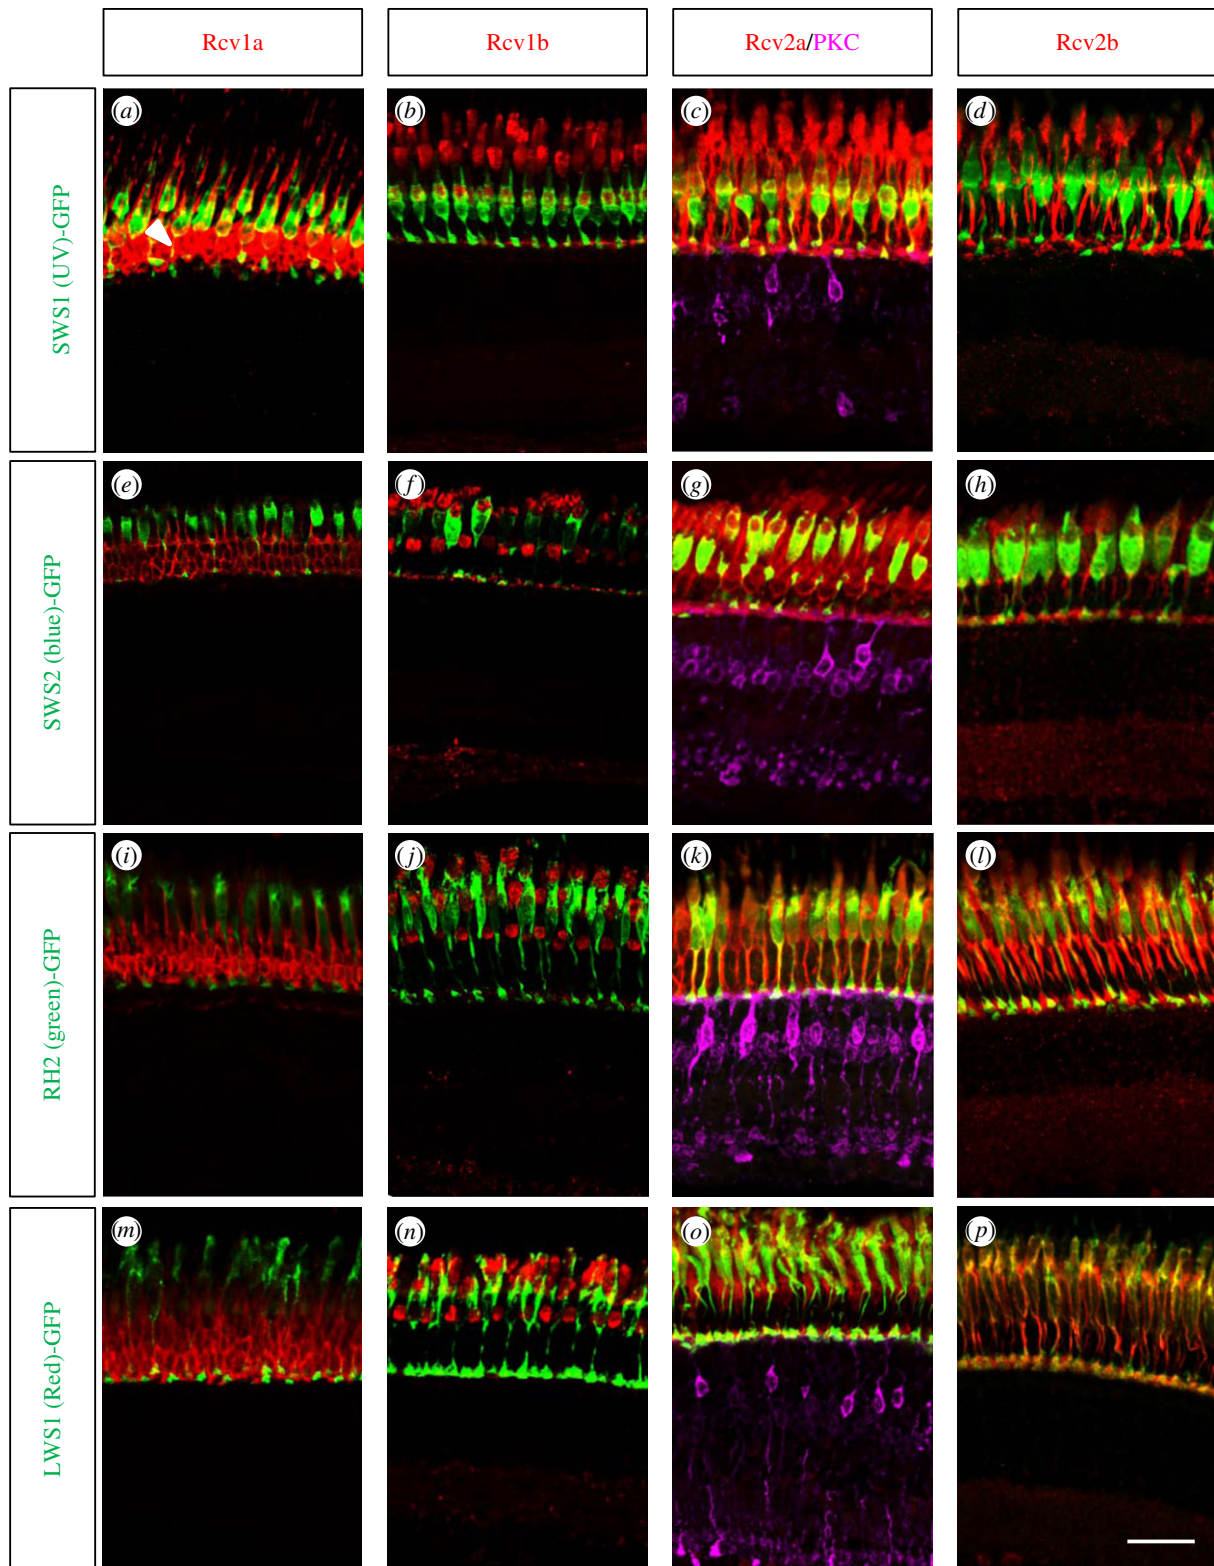 Rcv1a
Rcv1b
Rcv2a/PKC
Rcv2b
SWS1 (UV)-GFP
(a)
(b)
(c)
(d)
SWS2 (blue)-GFP
(e)
(f)
(g)
(h)
RH2 (green)-GFP
(i)
(j)
(k)
(l)
LWS1 (Red)-GFP
(m)
(n)
(o)
(p)